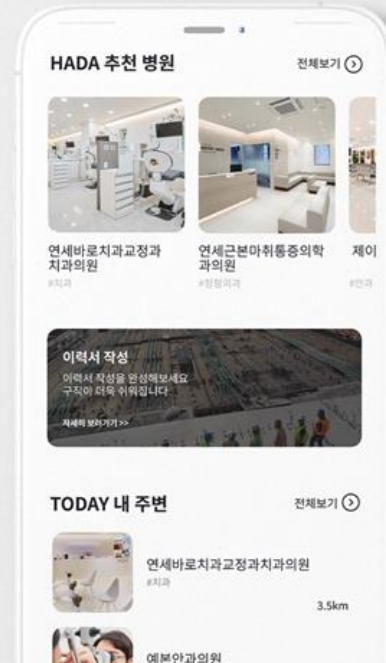 HADA 추천 병원
전체보기
연세바로치과교정과
치과의원
#치과
연세근본마취통증의학
과의원
#정형외과
제이
#안과
이력서 작성
이력서 작성을 완성해보세요
구직이 더욱 쉬워집니다
자세히 보러가기 >>
TODAY 내 주변
전체보기
연세바로치과교정과치과의원
#치과
3.5km
예본안과의원